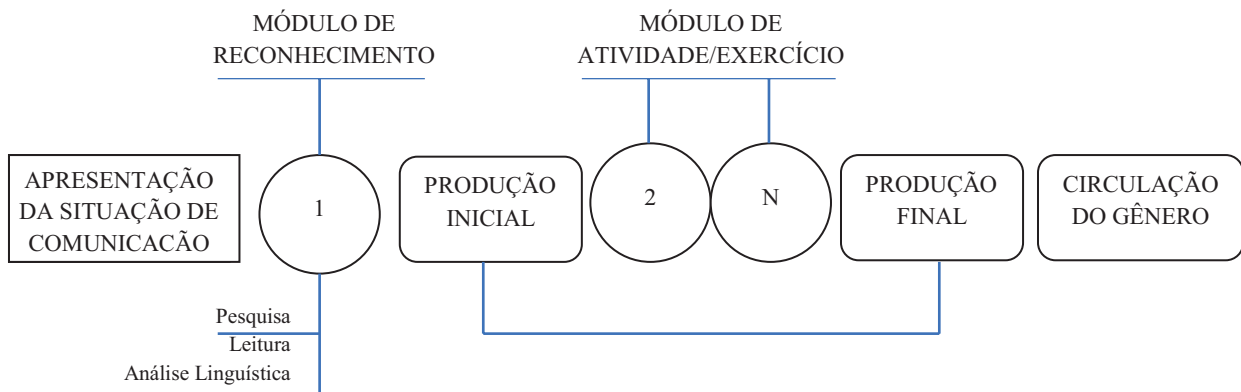 MÓDULO DE
RECONHECIMENTO
MÓDULO DE
ATIVIDADE/EXERCÍCIO
APRESENTAÇÃO
DA SITUAÇÃO DE
COMUNICACÃO
1
PRODUÇÃO
INICIAL
2
N
PRODUÇÃO
FINAL
CIRCULAÇÃO
DO GÊNERO
Pesquisa
Leitura
Análise Linguística